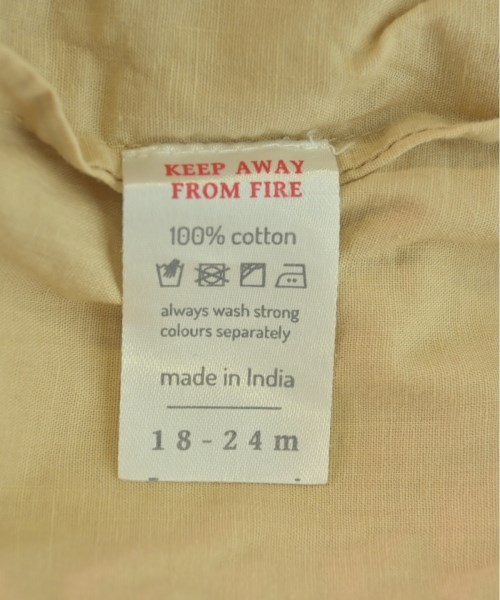 KEEP AWAY
FROM FIRE
100% cotton
always wash strong
colours separately
made in India
18-24m